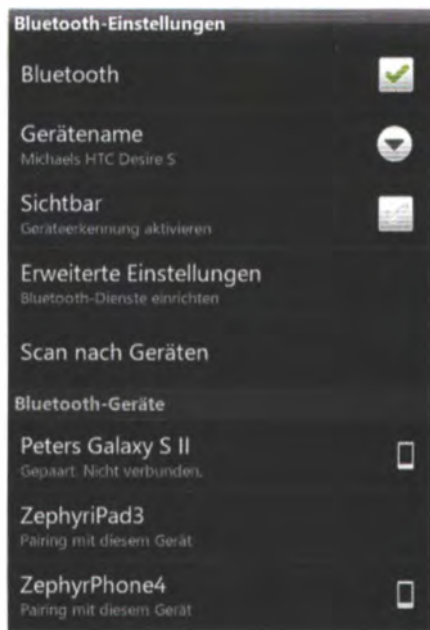 Bluetooth-Einstellungen
Bluetooth
Gerätename
Michaels HTC Desire S
Sichtbar
Geräteerkennung aktivieren
Erweiterte Einstellungen
Bluetooth-Dienste einrichten
Scan nach Geräten
Bluetooth-Geräte
Peters Galaxy S II
Gepaart. Nicht verbunden.
ZephyriPad3
Pairing mit diesem Gerät
ZephyrPhone4
Pairing mit diesem Gerät